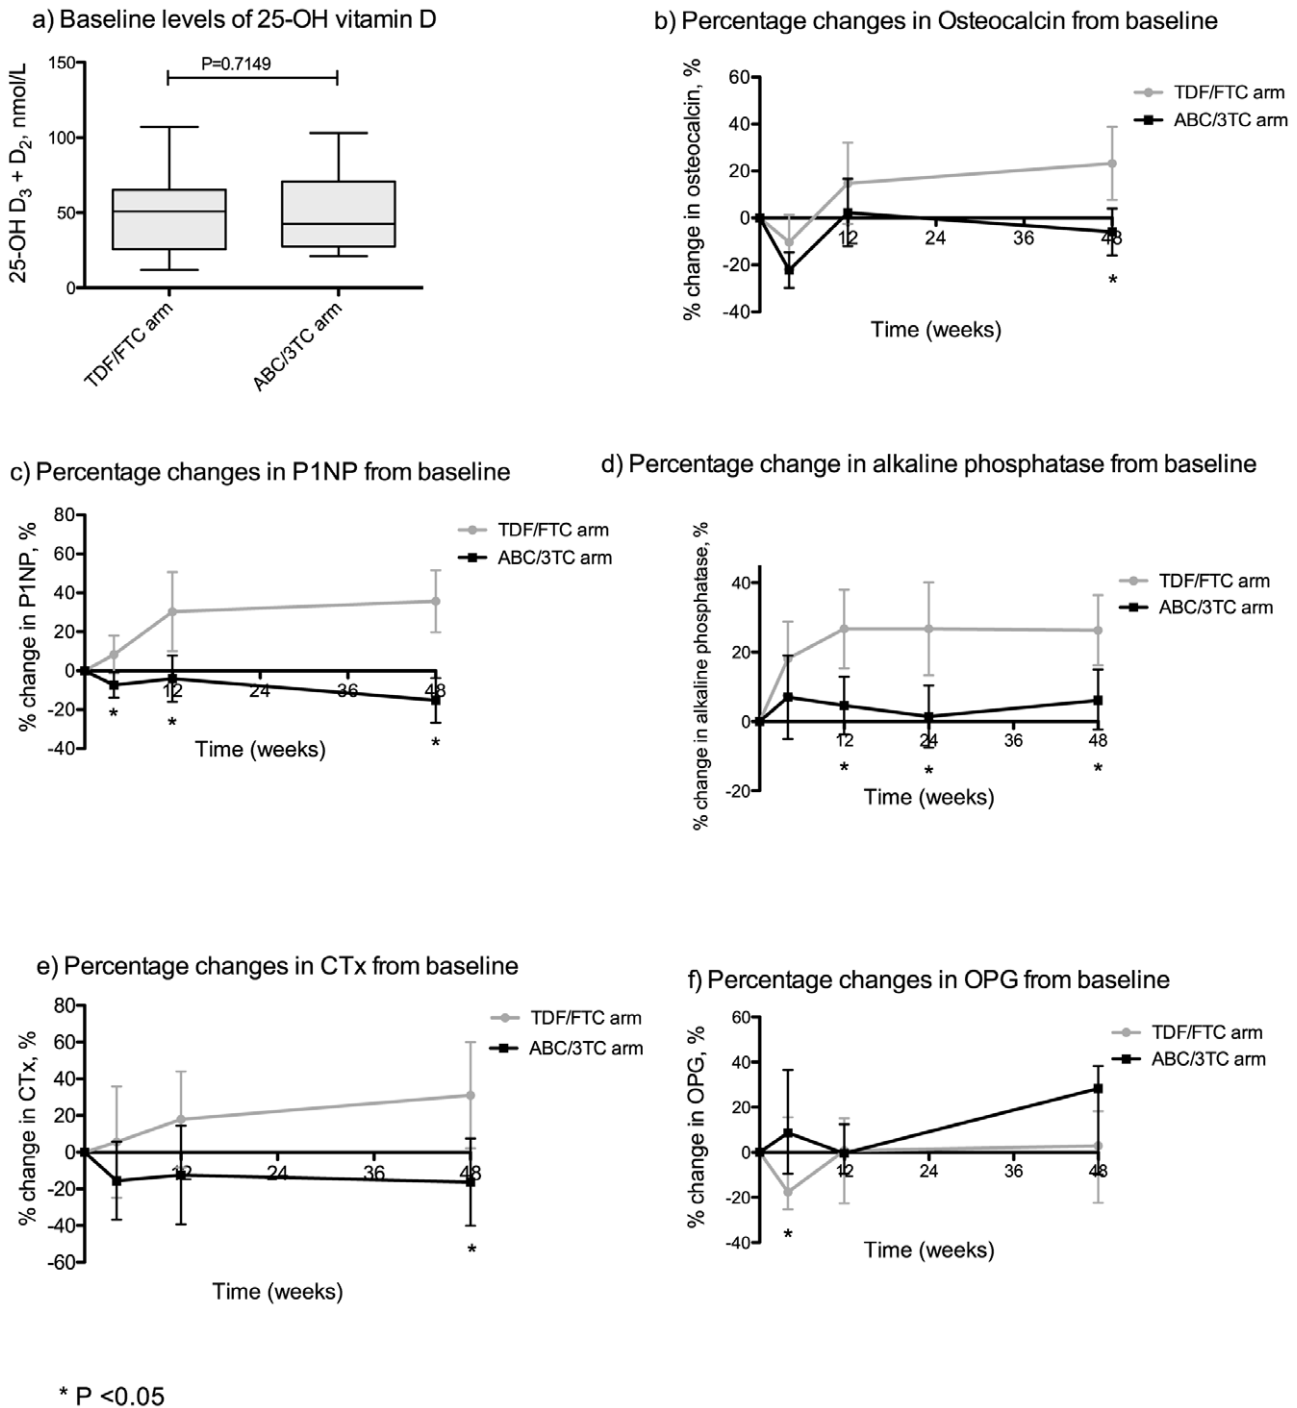 a) Baseline levels of 25-OH vitamin D
25-OH D3 + D2, nmol/L
150
100
50
0
P=0.7149
TDF/FTC arm
ABC/3TC arm
b) Percentage changes in Osteocalcin from baseline
% change in osteocalcin, %
60
40
20
0
-20
-40
12
24
36
48
*
Time (weeks)
TDF/FTC arm
ABC/3TC arm
c) Percentage changes in P1NP from baseline
% change in P1NP, %
80
60
40
20
0
-20
-40
12
24
36
48
*
*
*
Time (weeks)
TDF/FTC arm
ABC/3TC arm
d) Percentage change in alkaline phosphatase from baseline
% change in alkaline phosphatase, %
40
20
0
-20
12
24
36
48
*
*
*
Time (weeks)
TDF/FTC arm
ABC/3TC arm
e) Percentage changes in CTx from baseline
% change in CTx, %
80
60
40
20
0
-20
-40
-60
12
24
36
48
*
Time (weeks)
TDF/FTC arm
ABC/3TC arm
f) Percentage changes in OPG from baseline
% change in OPG, %
60
40
20
0
-20
-40
12
24
36
48
*
Time (weeks)
TDF/FTC arm
ABC/3TC arm
* P <0.05